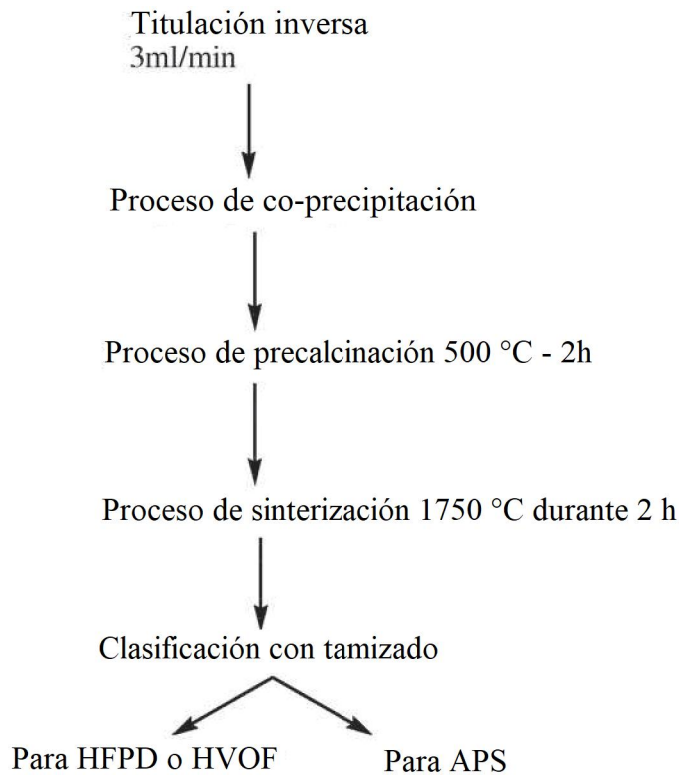 Titulación inversa
3ml/min
Proceso de co-precipitación
Proceso de precalcinación 500 °C - 2h
Proceso de sinterización 1750 °C durante 2 h
Clasificación con tamizado
Para HFPD o HVOF
Para APS